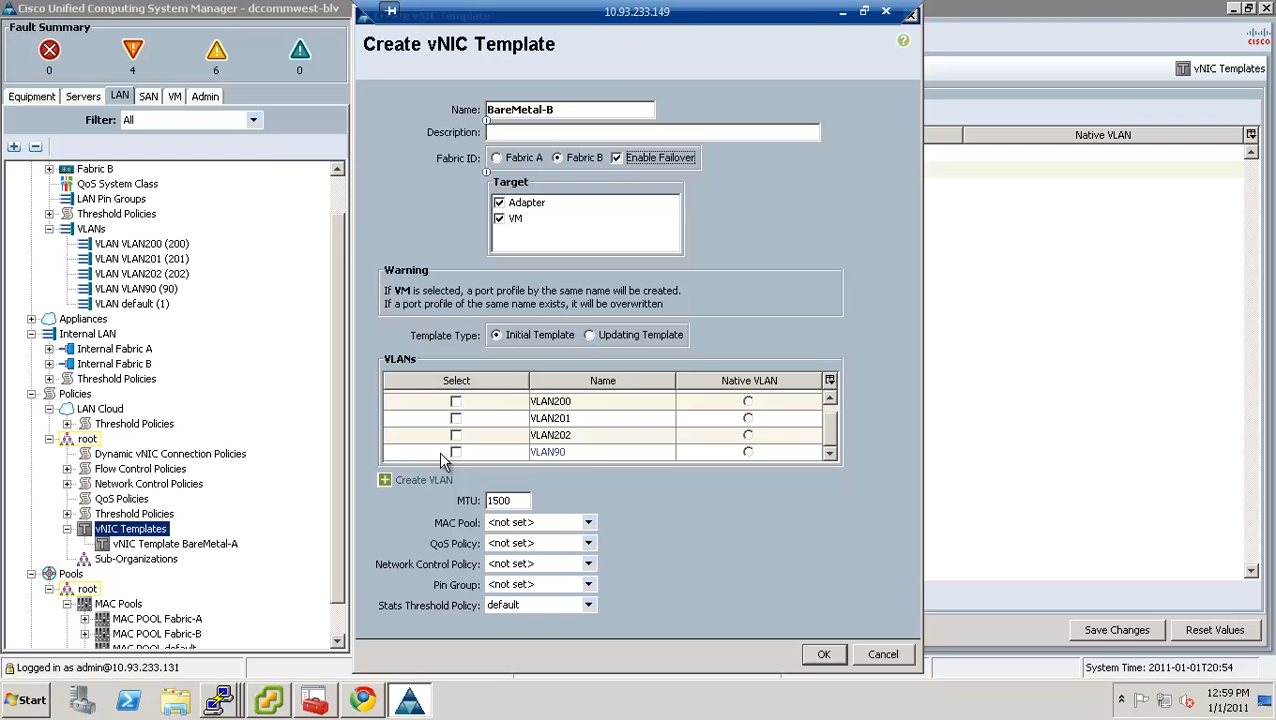 Cisco Unified Computing System Manager - dccommwest-blv
10.93.233.149
Fault Summary
0
4
6
0
Equipment
Servers
LAN
SAN
VM
Admin
Filter:
All
Fabric B
QoS System Class
LAN Pin Groups
Threshold Policies
VLANs
VLAN VLAN200 (200)
VLAN VLAN201 (201)
VLAN VLAN202 (202)
VLAN VLAN90 (90)
VLAN default (1)
Appliances
Internal LAN
Internal Fabric A
Internal Fabric B
Threshold Policies
Policies
LAN Cloud
Threshold Policies
root
Dynamic vNIC Connection Policies
Flow Control Policies
Network Control Policies
QoS Policies
Threshold Policies
vNIC Templates
vNIC Template BareMetal-A
Sub-Organizations
Pools
root
MAC Pools
MAC POOL Fabric-A
MAC POOL Fabric-B
MAC POOL default
Logged in as admin@10.93.233.131
Create vNIC Template
Name: BareMetal-B
Description:
Fabric ID: Fabric A Fabric B Enable Failover
Target
Adapter
VM
Warning
If VM is selected, a port profile by the same name will be created.
If a port profile of the same name exists, it will be overwritten
Template Type: Initial Template Updating Template
VLANs
Select Name Native VLAN
VLAN200
VLAN201
VLAN202
VLAN90
Create VLAN
MTU: 1500
MAC Pool: <not set>
QoS Policy: <not set>
Network Control Policy: <not set>
Pin Group: <not set>
Stats Threshold Policy: default
OK
Cancel
CISCO
vNIC Templates
Native VLAN
Save Changes
Reset Values
System Time: 2011-01-01T20:54
Start
12:59 PM
1/1/2011